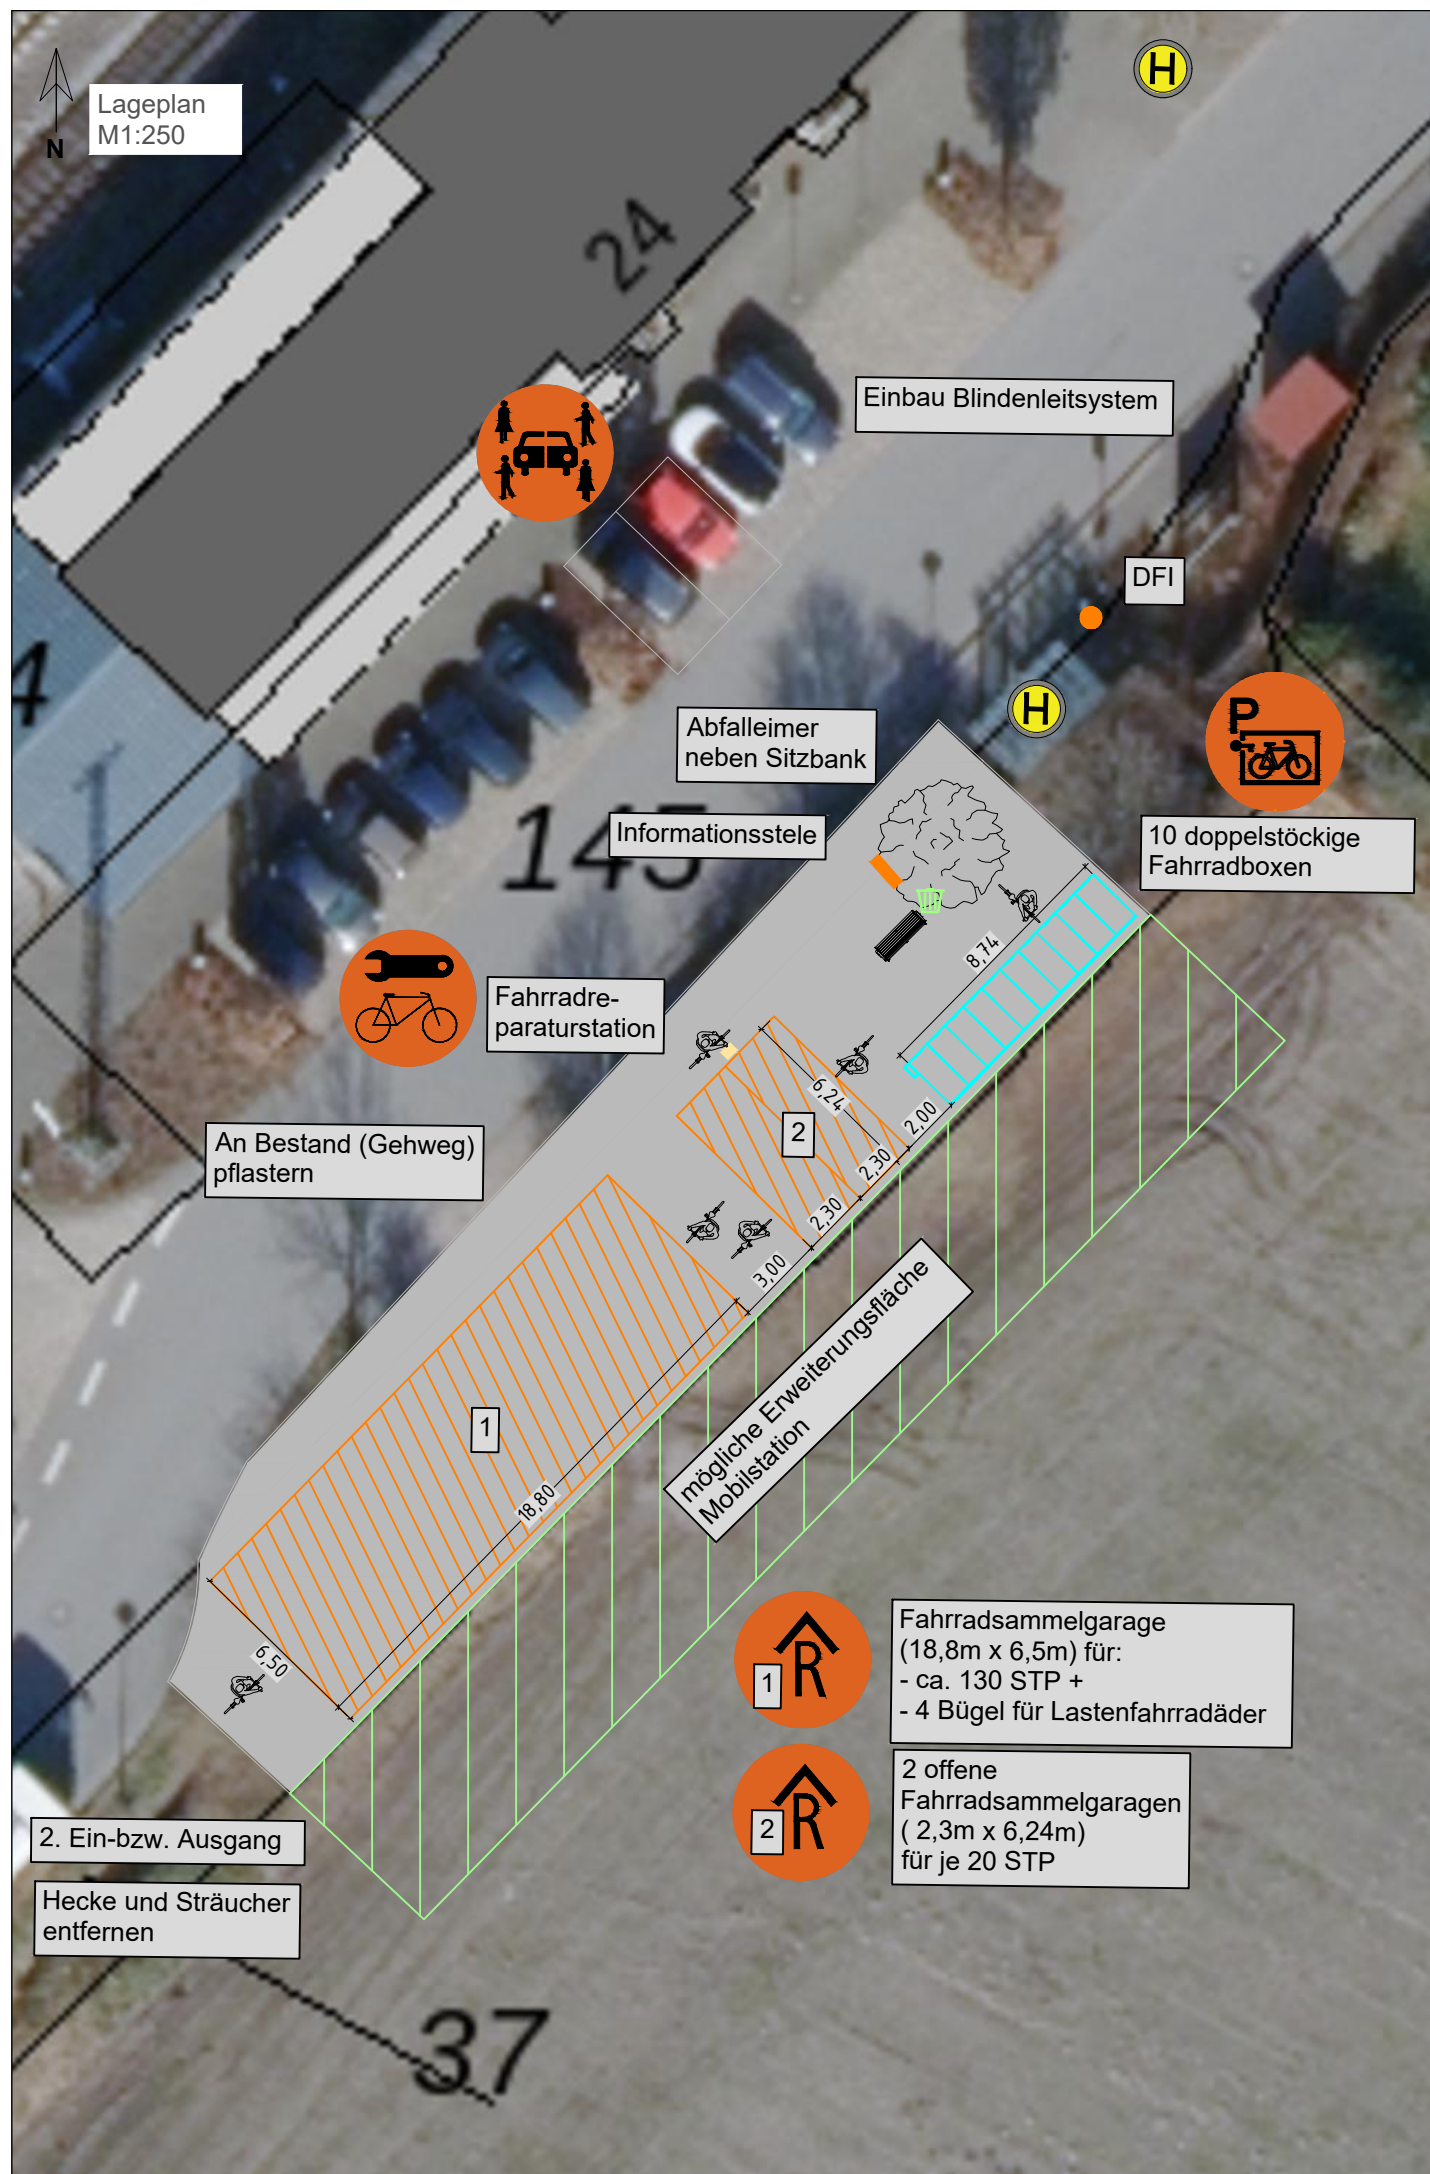 H
Lageplan
M1:250
N
24
Einbau Blindenleitsystem
DFI
4
H
P
Abfalleimer
neben Sitzbank
Informationsstele
145
10 doppelstöckige
Fahrradboxen
8,74
Fahrradre-
paraturstation
6,24
2,00
2
An Bestand (Gehweg)
pflastern
2,30
2,30
3,00
mögliche Erweiterungsfläche
Mobilstation
1
18,80
6,50
R
1
Fahrradsammelgarage
(18,8m x 6,5m) für:
- ca. 130 STP +
- 4 Bügel für Lastenfahrradäder
R
2
2 offene
Fahrradsammelgaragen
( 2,3m x 6,24m)
für je 20 STP
2. Ein-bzw. Ausgang
Hecke und Sträucher
entfernen
37